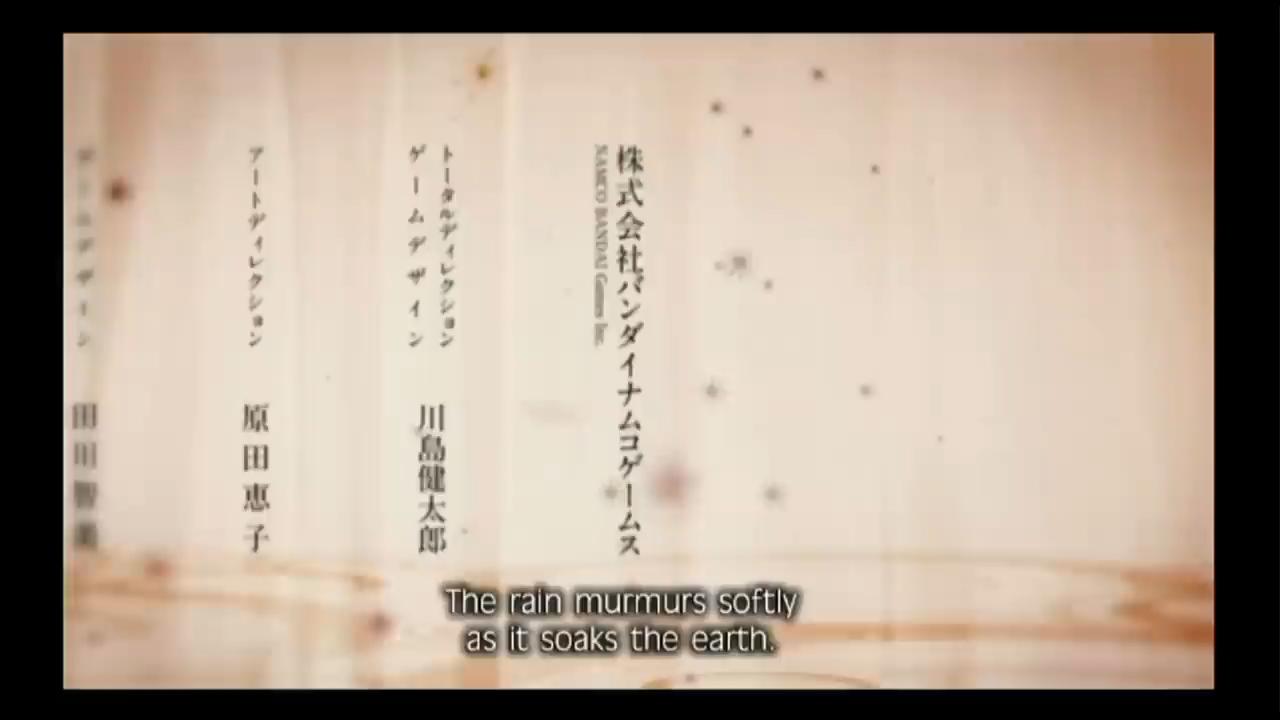 株式会社バンダイナムコゲームス
NAMCO BANDAI Games Inc.
トータルディレクション
ゲームデザイン
川島健太郎
アートディレクション
原田恵子
The rain murmurs softly
as it soaks the earth.